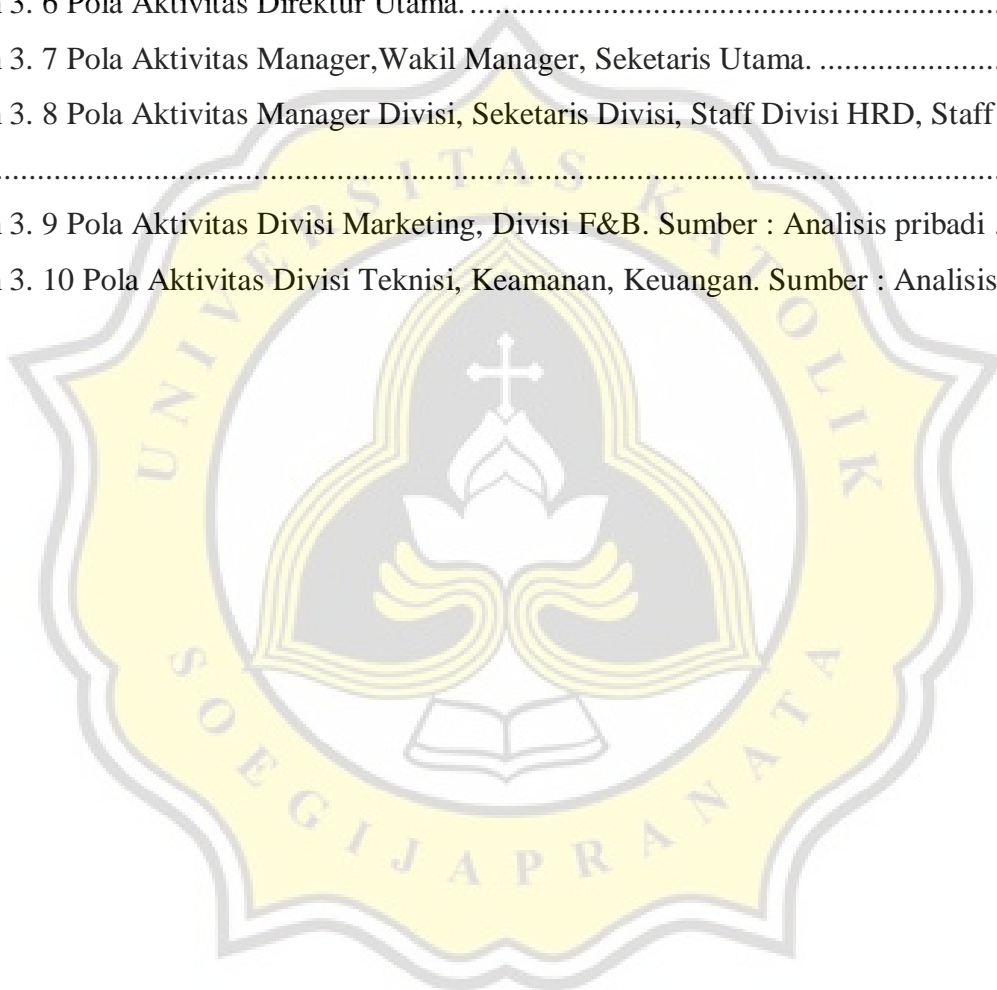 3. 6 Pola Aktivitas Direktur Utama. ....................................................................
3. 7 Pola Aktivitas Manager,Wakil Manager, Seketaris Utama. .......................
3. 8 Pola Aktivitas Manager Divisi, Seketaris Divisi, Staff Divisi HRD, Staff
....................................................................................................................................
3. 9 Pola Aktivitas Divisi Marketing, Divisi F&B. Sumber : Analisis pribadi .
3. 10 Pola Aktivitas Divisi Teknisi, Keamanan, Keuangan. Sumber : Analisis
UNIVERSITAS KATOLIK
SOEGIJAPRANATA